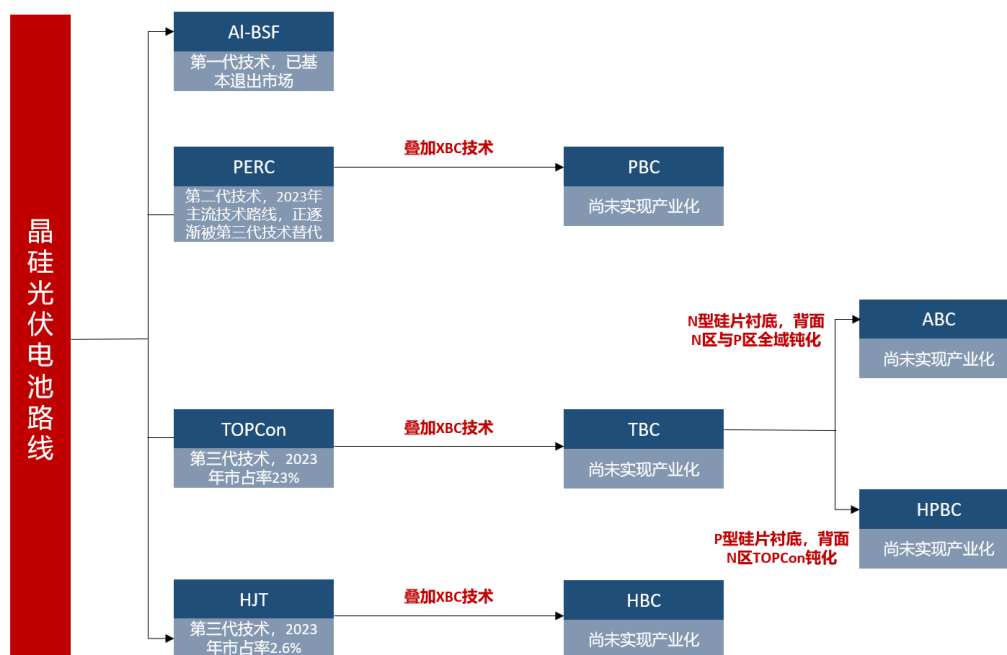 晶硅光伏电池路线
Al-BSF
第一代技术，已基
本退出市场
PERC
第二代技术，2023年
主流技术路线，正逐
渐被第三代技术替代
叠加XBC技术
PBC
尚未实现产业化
TOPCon
第三代技术，2023
年市占率23%
叠加XBC技术
TBC
尚未实现产业化
N型硅片衬底，背面
N区与P区全域钝化
ABC
尚未实现产业化
P型硅片衬底，背面
N区TOPCon钝化
HPBC
尚未实现产业化
HJT
第三代技术，2023
年市占率2.6%
叠加XBC技术
HBC
尚未实现产业化